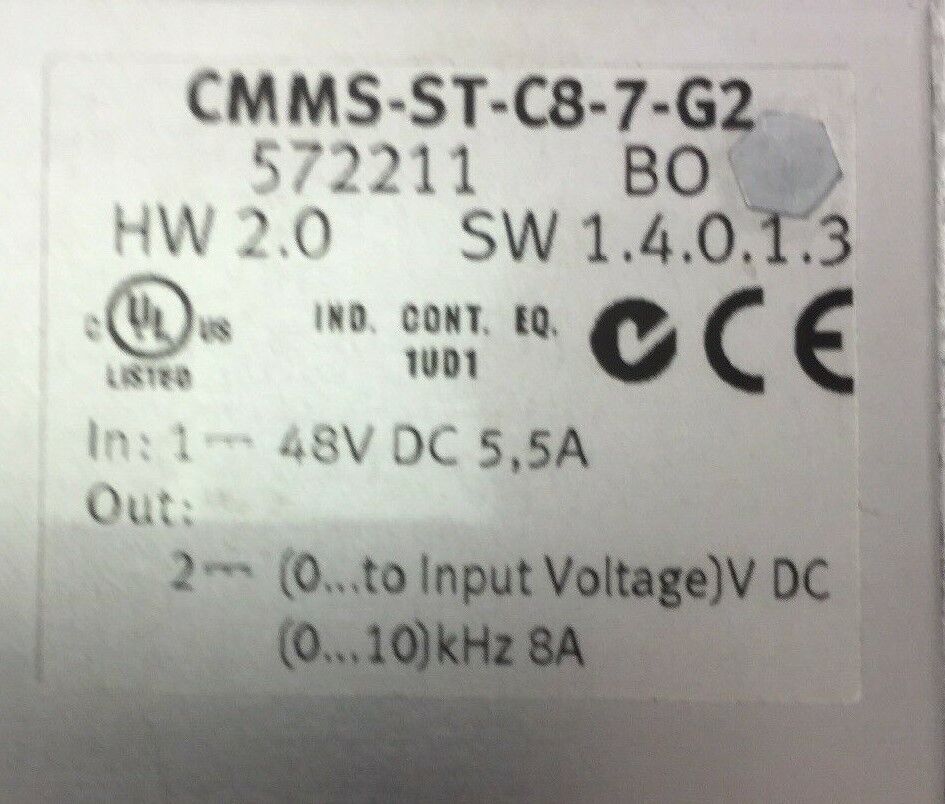 CMMS-ST-C8-7-G2
572211 BO
HW 2.0 SW 1.4.0.1.3
C UL US LISTED
IND. CONT. EQ.
1UD1
CE
In: 1 ⎓ 48V DC 5,5A
Out:
2 ⎓ (0...to Input Voltage)V DC
(0...10)kHz 8A